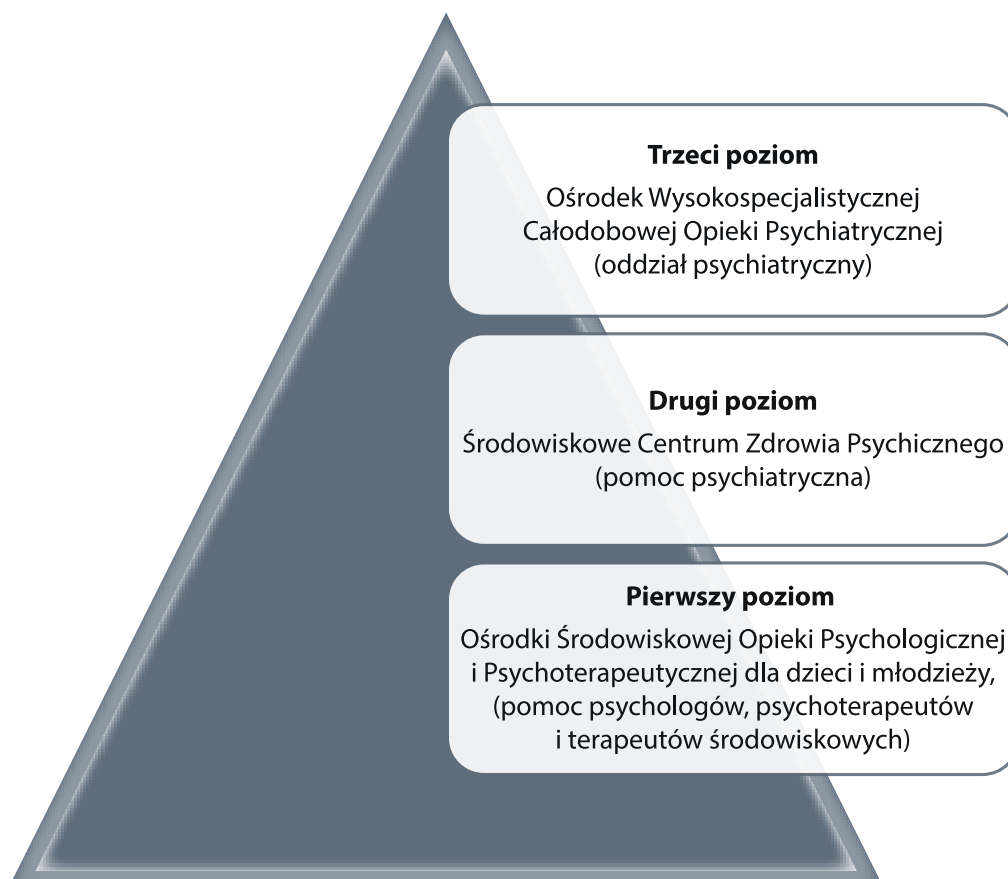 Trzeci poziom
Ośrodek Wysokospecjalistycznej
Całodobowej Opieki Psychiatrycznej
(oddział psychiatryczny)
Drugi poziom
Środowiskowe Centrum Zdrowia Psychicznego
(pomoc psychiatryczna)
Pierwszy poziom
Ośrodki Środowiskowej Opieki Psychologicznej
i Psychoterapeutycznej dla dzieci i młodzieży,
(pomoc psychologów, psychoterapeutów
i terapeutów środowiskowych)